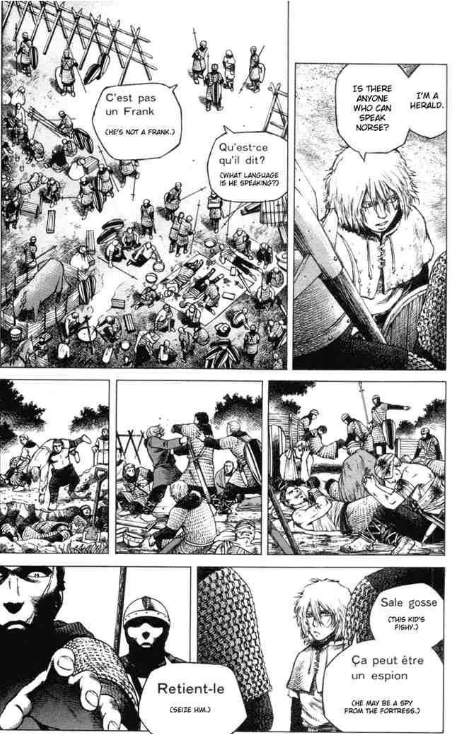 I'M A
HERALD.
IS THERE
ANYONE
WHO CAN
SPEAK
NORSE?
Qu'est-ce
qu'il dit?
(WHAT LANGUAGE
IS HE SPEAKING?)
C'est pas
un Frank
(HE'S NOT A FRANK.)
Sale gosse
(THIS KID'S
FISHY.)
Ça peut être
un espion
(HE MAY BE A SPY
FROM THE FORTRESS.)
Retient-le
(SEIZE HIM.)